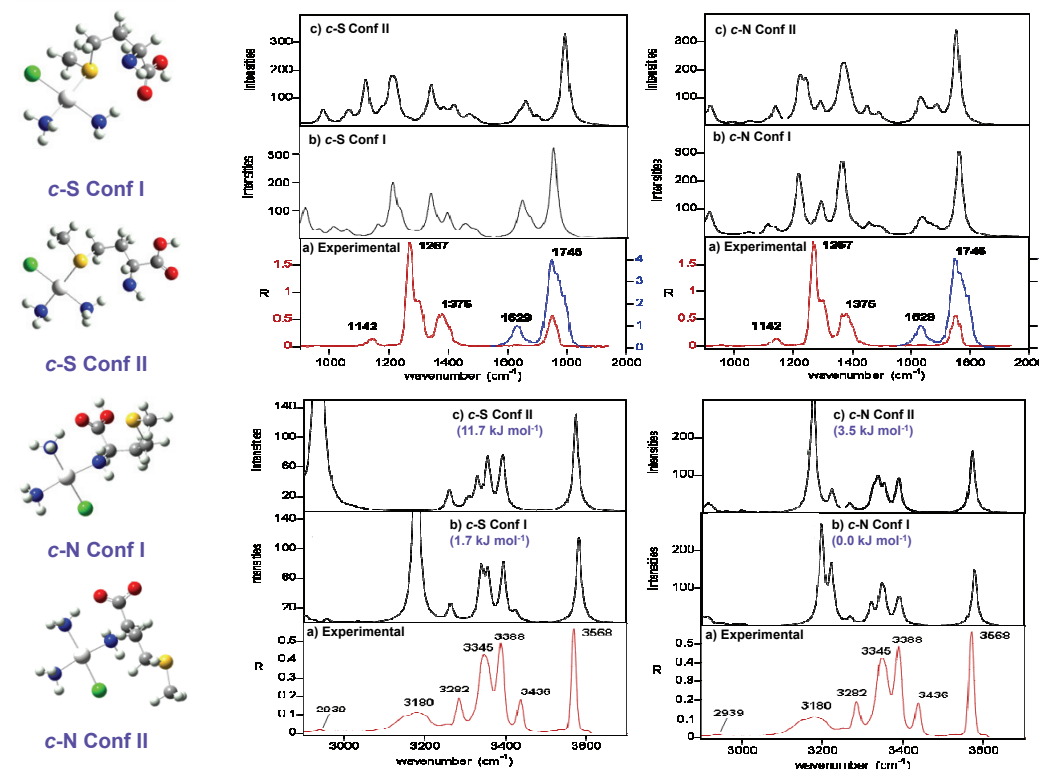 c-S Conf I
c-S Conf II
c-N Conf I
c-N Conf II
c) c-S Conf II
Intensities
300
200
100
b) c-S Conf I
Intensities
300
200
100
a) Experimental
R
1.5
1
0.5
0
1267
1142
1375
1629
1745
4
3
2
1
0
1000
1200
1400
1600
1800
2000
wavenumber (cm-1)
c) c-N Conf II
Intensities
300
200
100
b) c-N Conf I
Intensities
300
200
100
a) Experimental
R
1.5
1
0.5
0
1267
1142
1375
1629
1745
1000
1200
1400
1600
1800
2000
wavenumber (cm-1)
c) c-S Conf II
(11.7 kJ mol-1)
Intensities
140
100
60
20
b) c-S Conf I
(1.7 kJ mol-1)
ntensities
140
100
60
20
a) Experimental
R
0.5
0.4
0.3
0.2
0.1
0
3180
3282
3345
3388
3436
3568
3000
3200
3400
3600
wavenumber (cm-1)
c) c-N Conf II
(3.5 kJ mol-1)
Intensities
200
100
b) c-N Conf I
(0.0 kJ mol-1)
Intensities
200
100
a) Experimental
R
0.5
0.4
0.3
0.2
0.1
0
2939
3180
3282
3345
3388
3436
3568
3000
3200
3400
3600
wavenumber (cm-1)